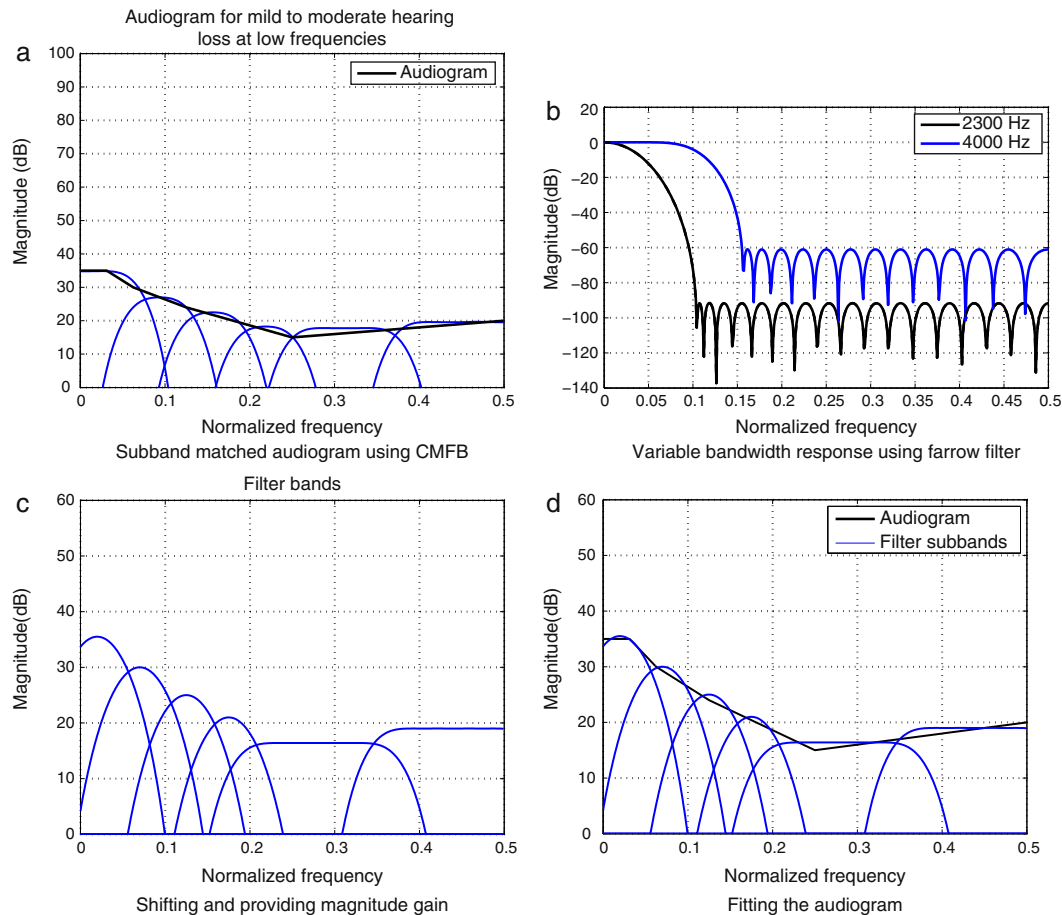 Audiogram for mild to moderate hearing
loss at low frequencies
a
100
90
80
70
60
50
40
30
20
10
0
Magnitude (dB)
Audiogram
0
0.1
0.2
0.3
0.4
0.5
Normalized frequency
Subband matched audiogram using CMFB
b
20
0
−20
−40
−60
−80
−100
−120
−140
Magnitude(dB)
2300 Hz
4000 Hz
0
0.05
0.1
0.15
0.2
0.25
0.3
0.35
0.4
0.45
0.5
Normalized frequency
Variable bandwidth response using farrow filter
c
Filter bands
60
50
40
30
20
10
0
Magnitude(dB)
0
0.1
0.2
0.3
0.4
0.5
Normalized frequency
Shifting and providing magnitude gain
d
60
50
40
30
20
10
0
Magnitude(dB)
Audiogram
Filter subbands
0
0.1
0.2
0.3
0.4
0.5
Normalized frequency
Fitting the audiogram